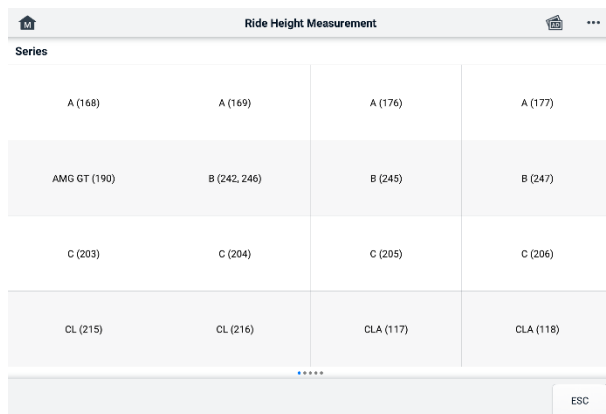 M
Ride Height Measurement
AD
Series
A (168) A (169) A (176) A (177)
AMG GT (190) B (242, 246) B (245) B (247)
C (203) C (204) C (205) C (206)
CL (215) CL (216) CLA (117) CLA (118)
ESC